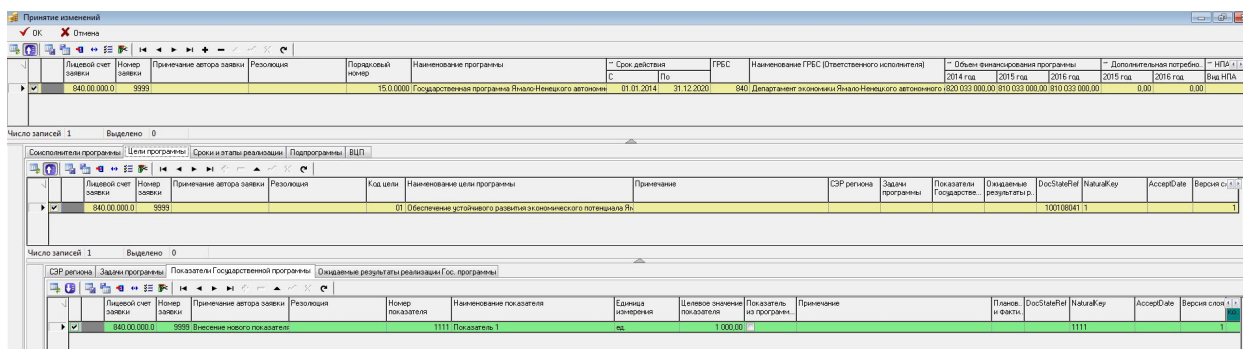 Принятие изменений
OK Отмена
Лицевой счет заявки Номер заявки Примечание автора заявки Резолюция Порядковый номер Наименование программы Срок действия ГРБС Наименование ГРБС (Ответственного исполнителя) Объем финансирования программы Дополнительная потребно.. НПА
С По 2014 год 2015 год 2016 год 2015 год 2016 год Вид НПА
840.00.000.0 9999 15.0.0000 Государственная программа Ямало-Ненецкого автономн 01.01.2014 31.12.2020 840 Департамент экономики Ямало-Ненецкого автономного 820 033 000,00 810 033 000,00 810 033 000,00 0,00 0,00
Число записей 1 Выделено 0
Соисполнители программы Цели программы Сроки и этапы реализации Подпрограммы ВЦП
Лицевой счет заявки Номер заявки Примечание автора заявки Резолюция Код цели Наименование цели программы Примечание СЭР региона Задачи программы Показатели Государстве... Ожидаемые результаты р... DocStateRef NaturalKey AcceptDate Версия с
840.00.000.0 9999 01 Обеспечение устойчивого развития экономического потенциала Ям 100108041 1 1
Число записей 1 Выделено 0
СЭР региона Задачи программы Показатели Государственной программы Ожидаемые результаты реализации Гос. программы
Лицевой счет заявки Номер заявки Примечание автора заявки Резолюция Номер показателя Наименование показателя Единица измерения Целевое значение показателя Показатель из программ... Примечание Планов.. и факти.. DocStateRef NaturalKey AcceptDate Версия слоя
840.00.000.0 9999 Внесение нового показателя 1111 Показатель 1 ед. 1 000,00 1111 1